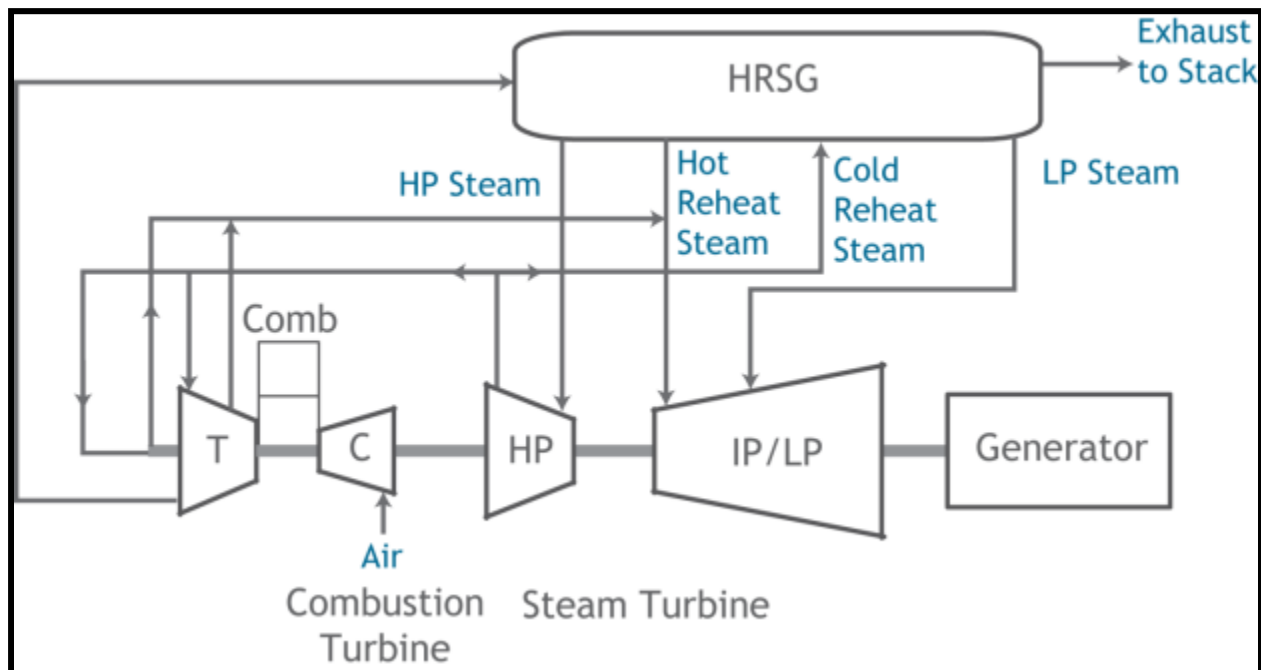 Exhaust
to Stack
HRSG
HP Steam
Hot
Reheat
Steam
Cold
Reheat
Steam
LP Steam
Comb
T
C
HP
IP/LP
Generator
Air
Combustion
Turbine
Steam Turbine